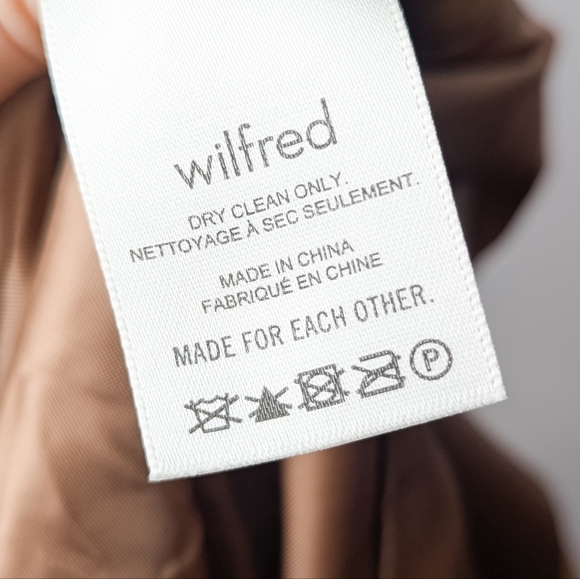 wilfred
DRY CLEAN ONLY.
NETTOYAGE À SEC SEULEMENT.
MADE IN CHINA
FABRIQUÉ EN CHINE
MADE FOR EACH OTHER.
P